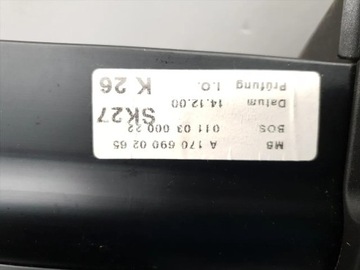 MB A 170 690 02 65
BOS. 011 03 000 22
SK27
Datum 14.12.00
Prüfung I.O. K 26